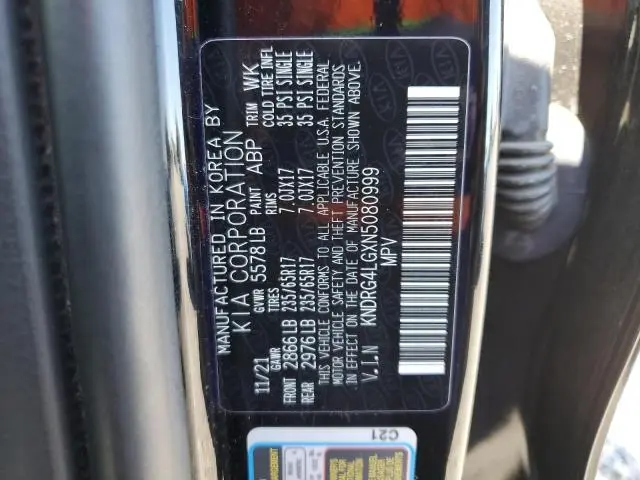 MANUFACTURED IN KOREA BY
KIA CORPORATION
11/21 GVWR 5578LB PAINT ABP TRIM WK
GAWR TIRES RIMS COLD TIRE INFL
FRONT 2866LB 235/65R17 7.0JX17 35 PSI SINGLE
REAR 2976LB 235/65R17 7.0JX17 35 PSI SINGLE
THIS VEHICLE CONFORMS TO ALL APPLICABLE U.S.A. FEDERAL
MOTOR VEHICLE SAFETY AND THEFT PREVENTION STANDARDS
IN EFFECT ON THE DATE OF MANUFACTURE SHOWN ABOVE.
V.I.N KNDRG4LGXN5080999
MPV
C21